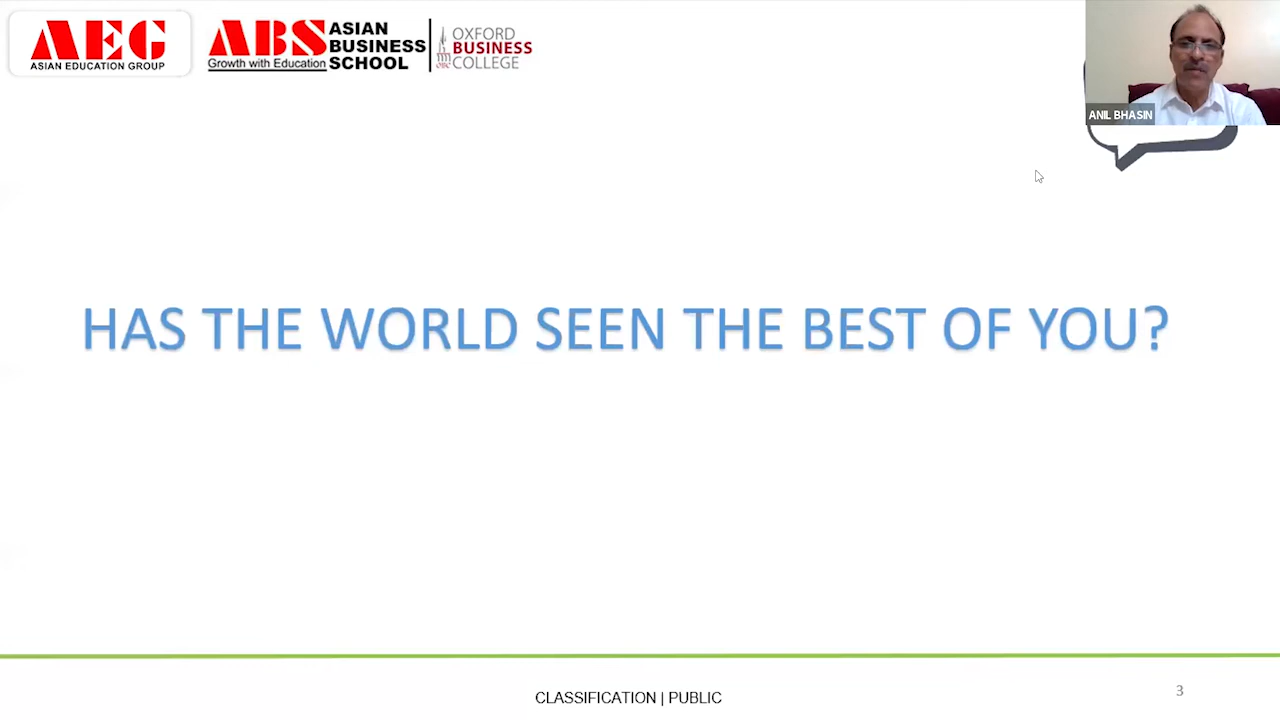 AEG
ASIAN EDUCATION GROUP
ABS
Growth with Education
ASIAN
BUSINESS
SCHOOL
OXFORD
BUSINESS
COLLEGE
ANIL BHASIN
HAS THE WORLD SEEN THE BEST OF YOU?
CLASSIFICATION | PUBLIC
3